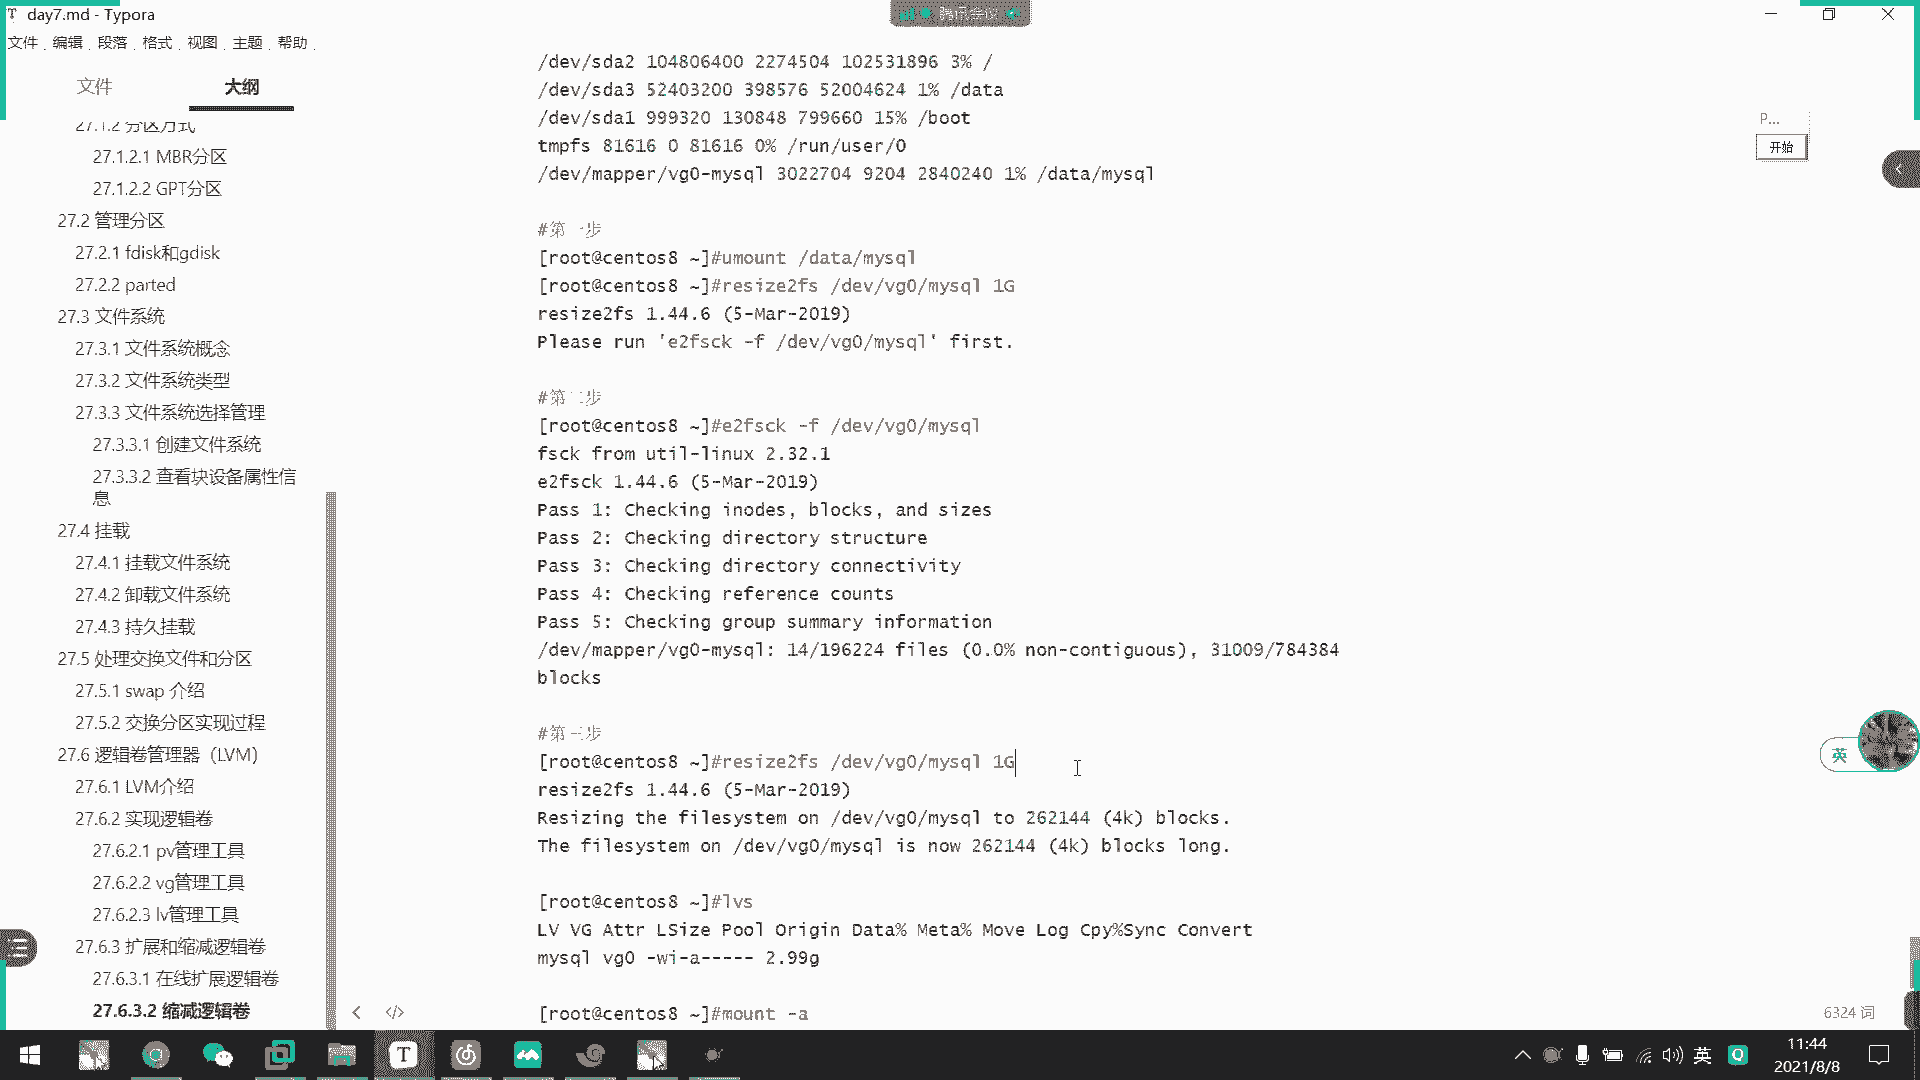 day7.md - Typora
腾讯会议
文件 编辑 段落 格式 视图 主题 帮助
文件 大纲
27.1.2 分区方式
27.1.2.1 MBR分区
27.1.2.2 GPT分区
27.2 管理分区
27.2.1 fdisk和gdisk
27.2.2 parted
27.3 文件系统
27.3.1 文件系统概念
27.3.2 文件系统类型
27.3.3 文件系统选择管理
27.3.3.1 创建文件系统
27.3.3.2 查看块设备属性信
息
27.4 挂载
27.4.1 挂载文件系统
27.4.2 卸载文件系统
27.4.3 持久挂载
27.5 处理交换文件和分区
27.5.1 swap 介绍
27.5.2 交换分区实现过程
27.6 逻辑卷管理器（LVM）
27.6.1 LVM介绍
27.6.2 实现逻辑卷
27.6.2.1 pv管理工具
27.6.2.2 vg管理工具
27.6.2.3 lv管理工具
27.6.3 扩展和缩减逻辑卷
27.6.3.1 在线扩展逻辑卷
27.6.3.2 缩减逻辑卷
/dev/sda2 104806400 2274504 102531896 3% /
/dev/sda3 52403200 398576 52004624 1% /data
/dev/sda1 999320 130848 799660 15% /boot
tmpfs 81616 0 81616 0% /run/user/0
/dev/mapper/vg0-mysql 3022704 9204 2840240 1% /data/mysql
#第一步
[root@centos8 ~]#umount /data/mysql
[root@centos8 ~]#resize2fs /dev/vg0/mysql 1G
resize2fs 1.44.6 (5-Mar-2019)
Please run 'e2fsck -f /dev/vg0/mysql' first.
#第二步
[root@centos8 ~]#e2fsck -f /dev/vg0/mysql
fsck from util-linux 2.32.1
e2fsck 1.44.6 (5-Mar-2019)
Pass 1: Checking inodes, blocks, and sizes
Pass 2: Checking directory structure
Pass 3: Checking directory connectivity
Pass 4: Checking reference counts
Pass 5: Checking group summary information
/dev/mapper/vg0-mysql: 14/196224 files (0.0% non-contiguous), 31009/784384
blocks
#第三步
[root@centos8 ~]#resize2fs /dev/vg0/mysql 1G
resize2fs 1.44.6 (5-Mar-2019)
Resizing the filesystem on /dev/vg0/mysql to 262144 (4k) blocks.
The filesystem on /dev/vg0/mysql is now 262144 (4k) blocks long.
[root@centos8 ~]#lvs
LV VG Attr LSize Pool Origin Data% Meta% Move Log Cpy%Sync Convert
mysql vg0 -wi-a----- 2.99g
[root@centos8 ~]#mount -a
P...
开始
英
6324 词
英
11:44
2021/8/8